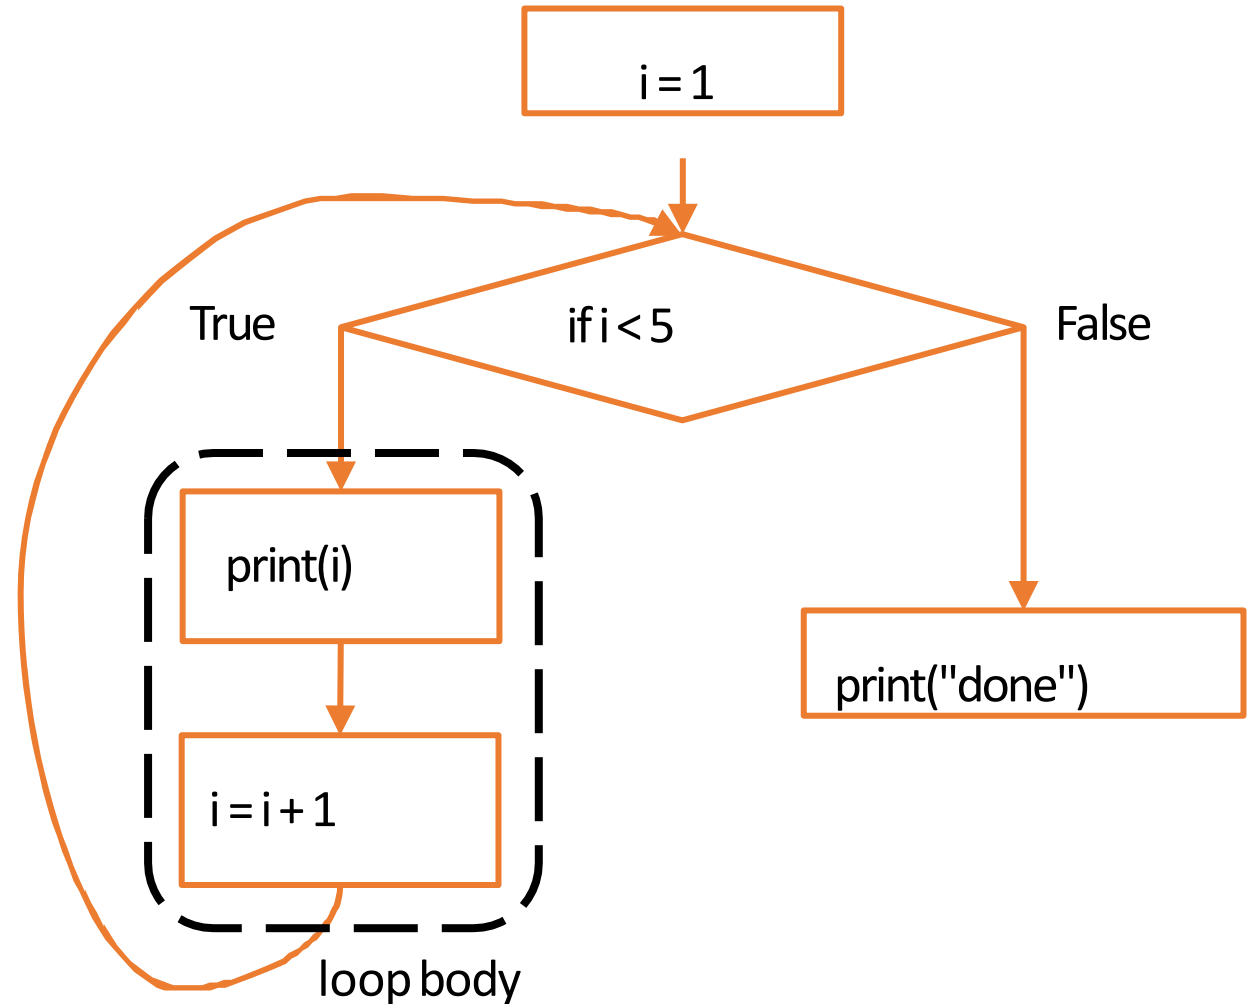 i = 1
True
if i < 5
False
print(i)
print("done")
i = i + 1
loop body